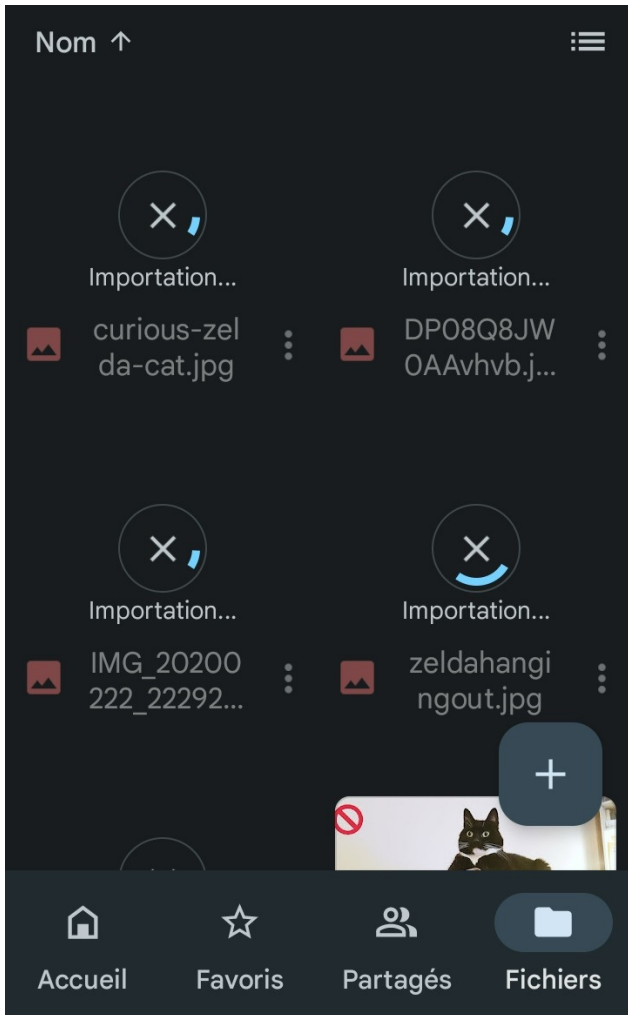 Nom ↑
Importation...
Importation...
curious-zel
da-cat.jpg
DP08Q8JW
0AAvhvb.j...
Importation...
Importation...
IMG_20200
222_22292...
zeldahangi
ngout.jpg
Accueil
Favoris
Partagés
Fichiers